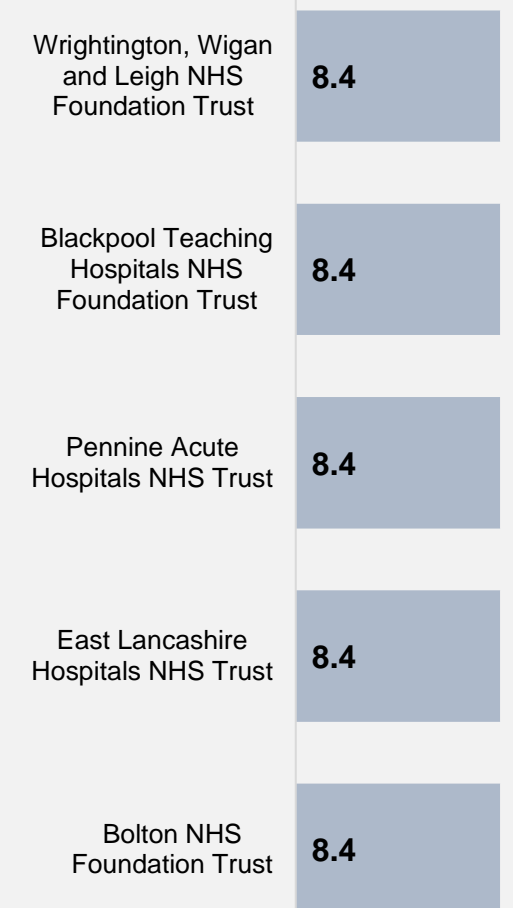 Wrightington, Wigan
and Leigh NHS
Foundation Trust
8.4
Blackpool Teaching
Hospitals NHS
Foundation Trust
8.4
Pennine Acute
Hospitals NHS Trust
8.4
East Lancashire
Hospitals NHS Trust
8.4
Bolton NHS
Foundation Trust
8.4